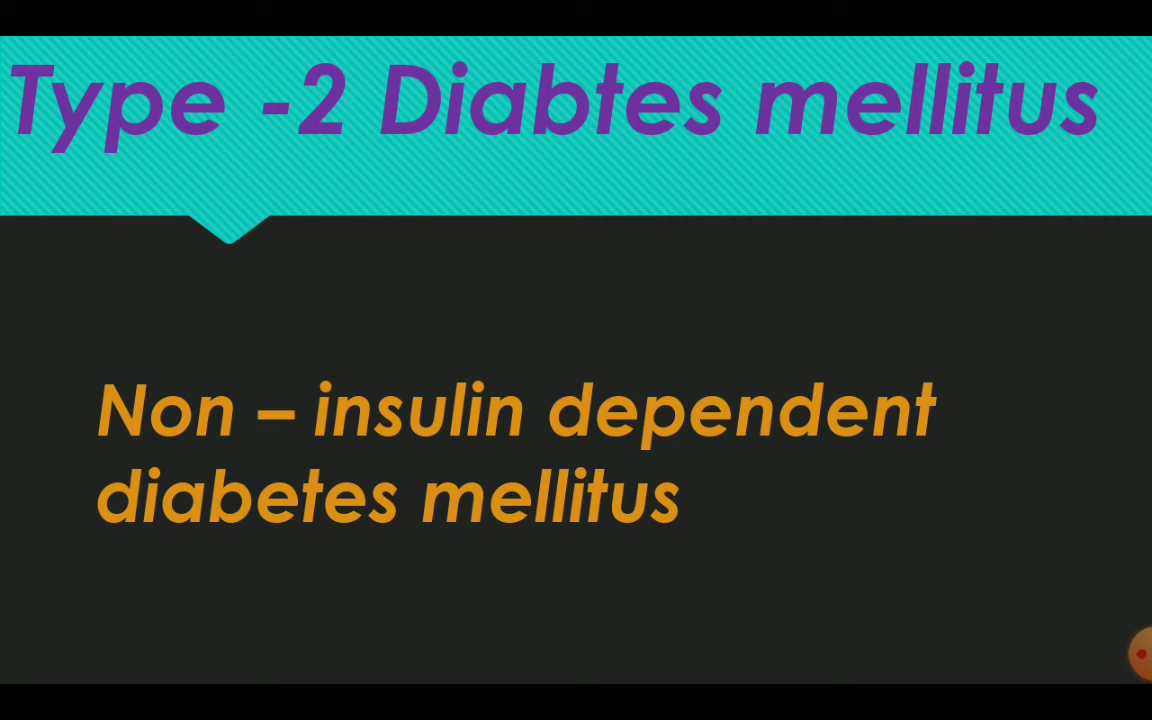 Type -2 Diabtes mellitus
Non – insulin dependent
diabetes mellitus